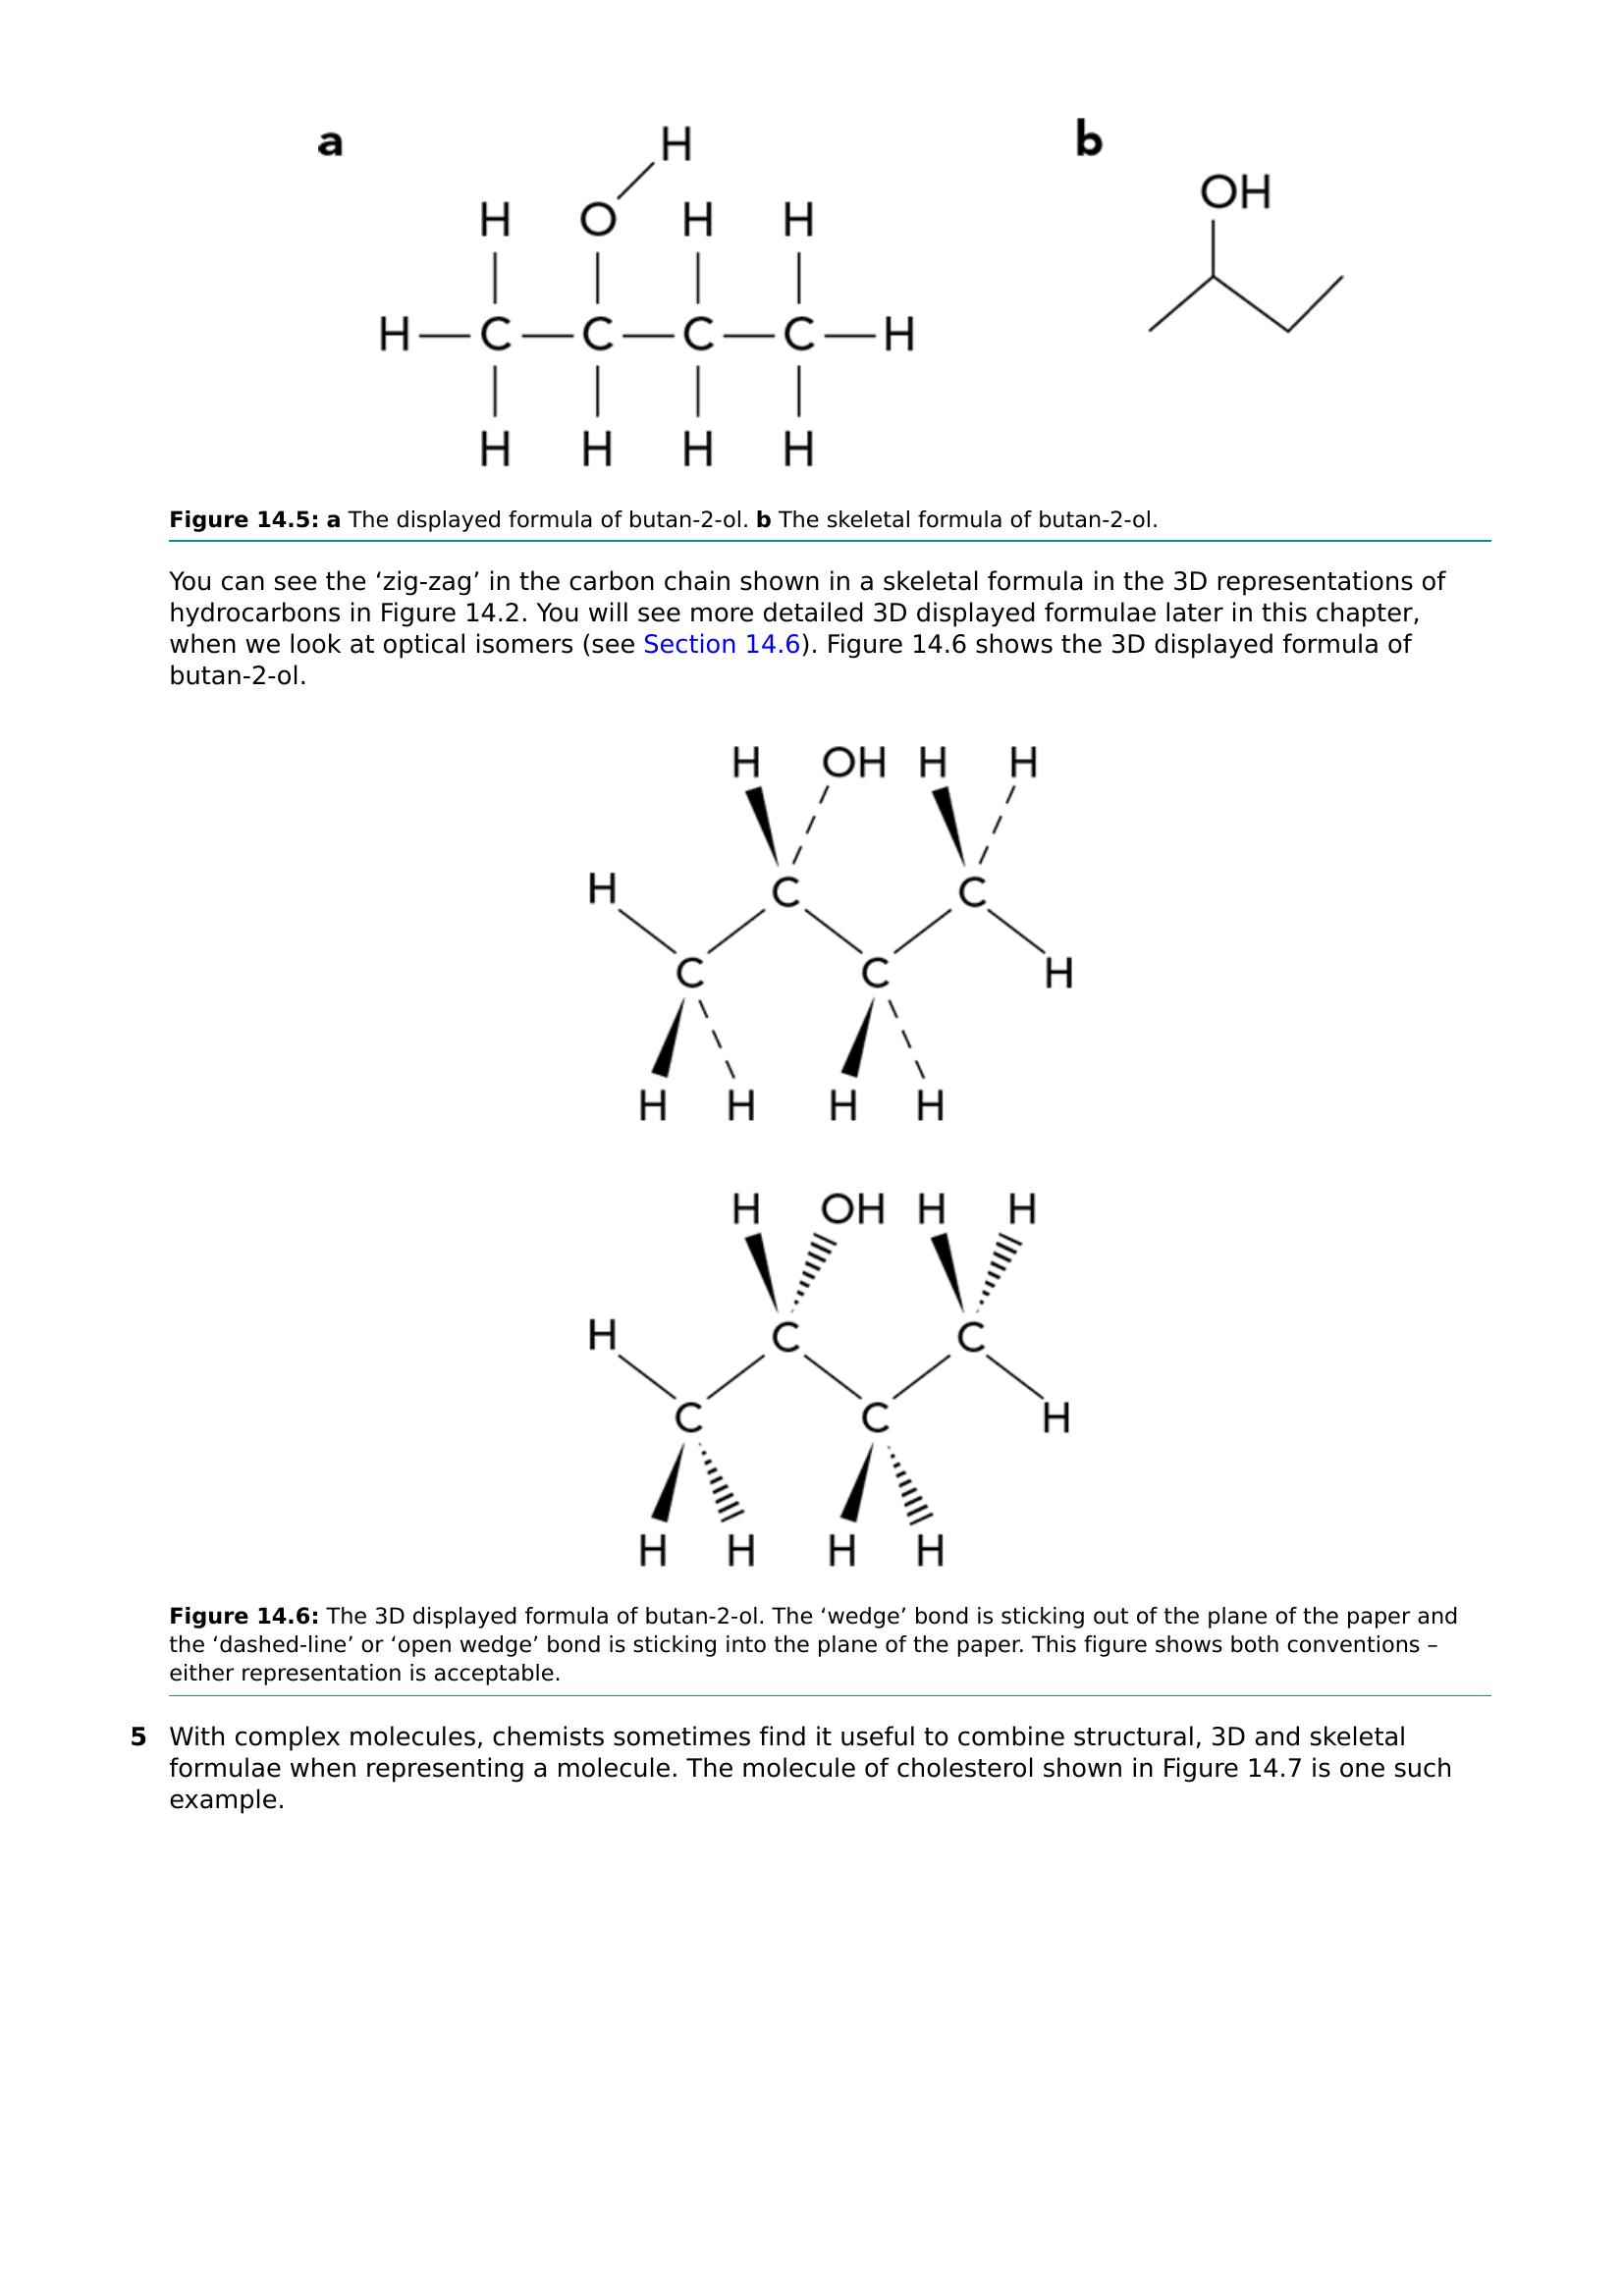 a
b
H
OH
H O H H
H C C C C H
H H H H
Figure 14.5: a The displayed formula of butan-2-ol. b The skeletal formula of butan-2-ol.
You can see the ‘zig-zag’ in the carbon chain shown in a skeletal formula in the 3D representations of
hydrocarbons in Figure 14.2. You will see more detailed 3D displayed formulae later in this chapter,
when we look at optical isomers (see Section 14.6). Figure 14.6 shows the 3D displayed formula of
butan-2-ol.
H OH H H
H C C
C C H
H H H H
H OH H H
H C C
C C H
H H H H
Figure 14.6: The 3D displayed formula of butan-2-ol. The ‘wedge’ bond is sticking out of the plane of the paper and
the ‘dashed-line’ or ‘open wedge’ bond is sticking into the plane of the paper. This figure shows both conventions –
either representation is acceptable.
5 With complex molecules, chemists sometimes find it useful to combine structural, 3D and skeletal
formulae when representing a molecule. The molecule of cholesterol shown in Figure 14.7 is one such
example.